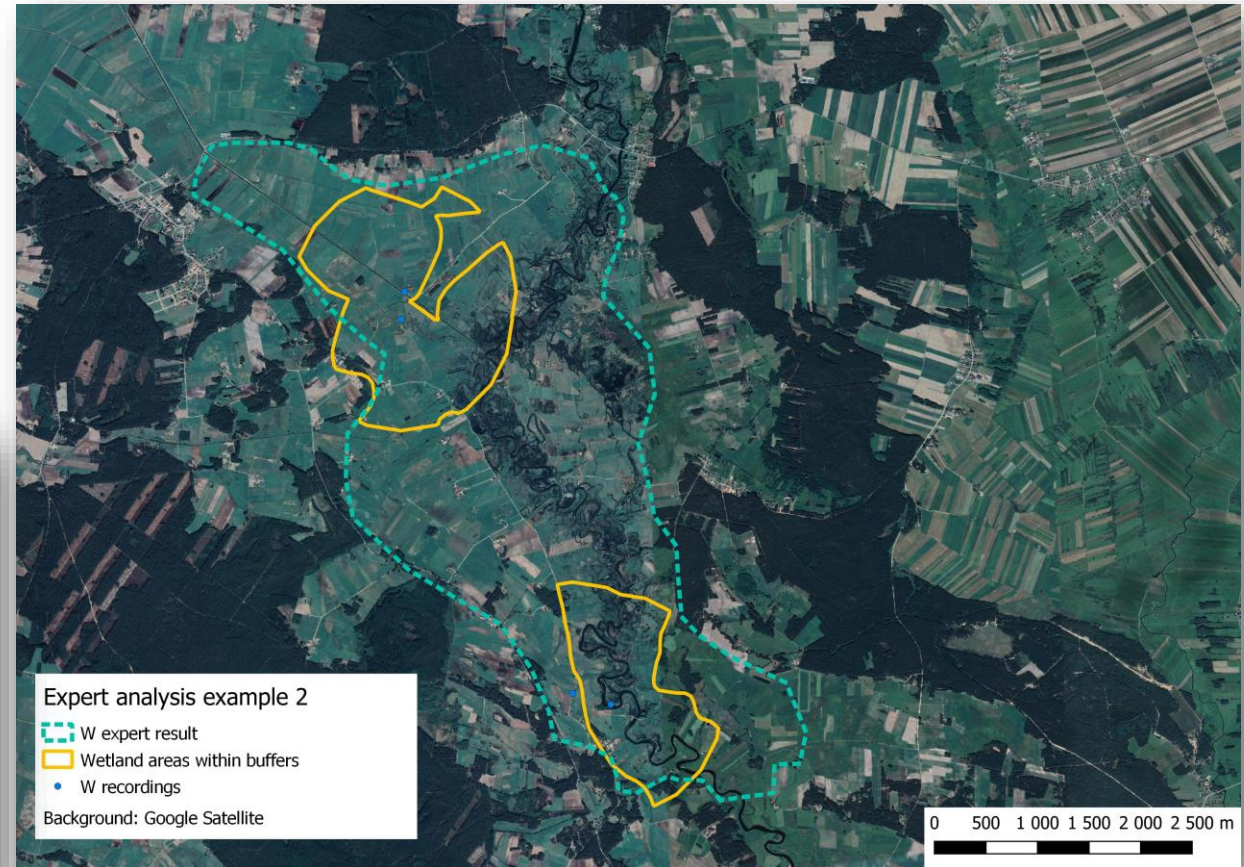 Expert analysis example 2
W expert result
Wetland areas within buffers
W recordings
Background: Google Satellite
0 500 1 000 1 500 2 000 2 500 m